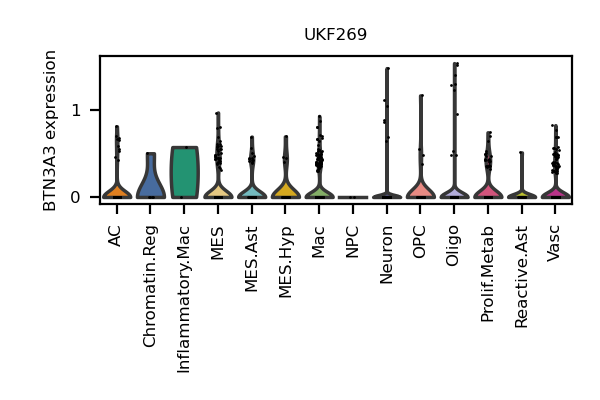 UKF269
BTN3A3 expression
1
0
AC
Chromatin.Reg
Inflammatory.Mac
MES
MES.Ast
MES.Hyp
Mac
NPC
Neuron
OPC
Oligo
Prolif.Metab
Reactive.Ast
Vasc